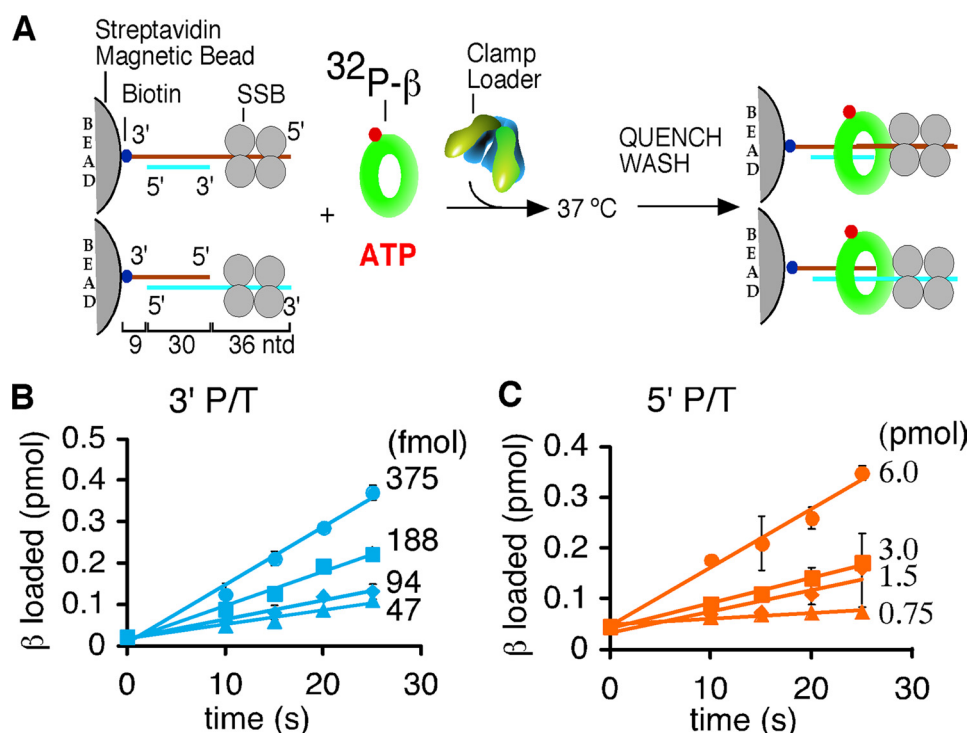 A
Streptavidin
Magnetic Bead
Biotin
SSB
32P-β
Clamp
Loader
BEAD
3'
5'
5'
3'
+
ATP
37 ºC
QUENCH
WASH
BEAD
BEAD
3'
5'
5'
3'
9
30
36 ntd
BEAD
B
3' P/T
(fmol)
β loaded (pmol)
0.5
0.4
0.3
0.2
0.1
0
375
188
94
47
0
10
20
30
time (s)
C
5' P/T
(pmol)
β loaded (pmol)
0.4
0.3
0.2
0.1
0
6.0
3.0
1.5
0.75
0
10
20
30
time (s)